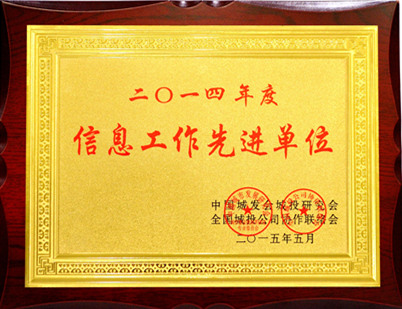 二〇一四年度
信息工作先进单位
中国城发会城投研究会
全国城投公司协作联络会
二〇一五年五月